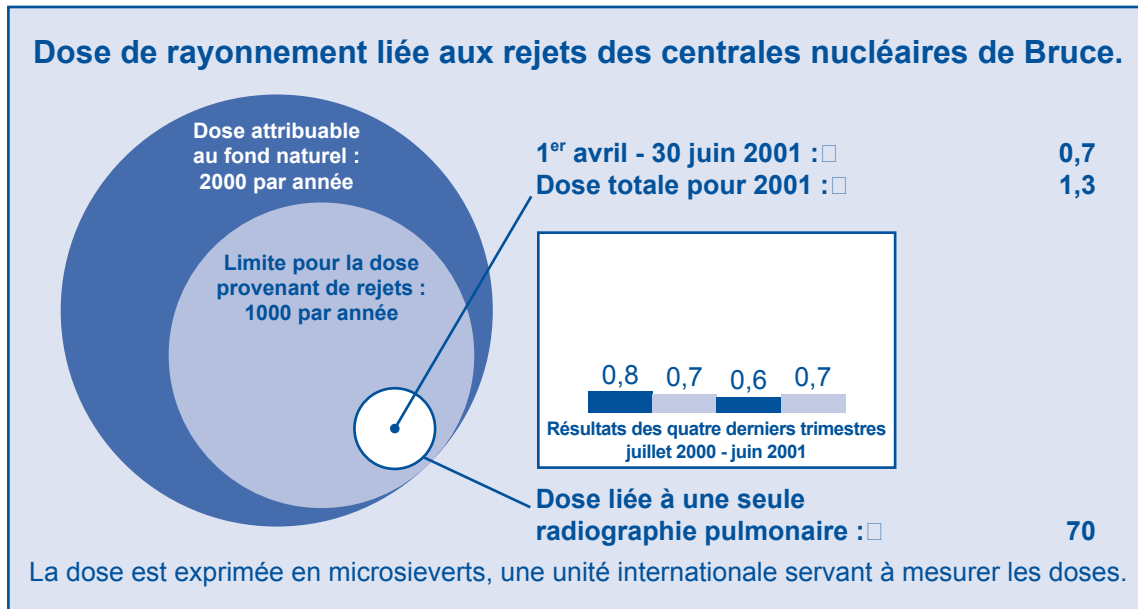 Dose de rayonnement liée aux rejets des centrales nucléaires de Bruce.
Dose attribuable
au fond naturel :
2000 par année
Limite pour la dose
provenant de rejets :
1000 par année
1er avril - 30 juin 2001 :□ 0,7
Dose totale pour 2001 :□ 1,3
0,8 0,7 0,6 0,7
Résultats des quatre derniers trimestres
juillet 2000 - juin 2001
Dose liée à une seule
radiographie pulmonaire :□ 70
La dose est exprimée en microsieverts, une unité internationale servant à mesurer les doses.